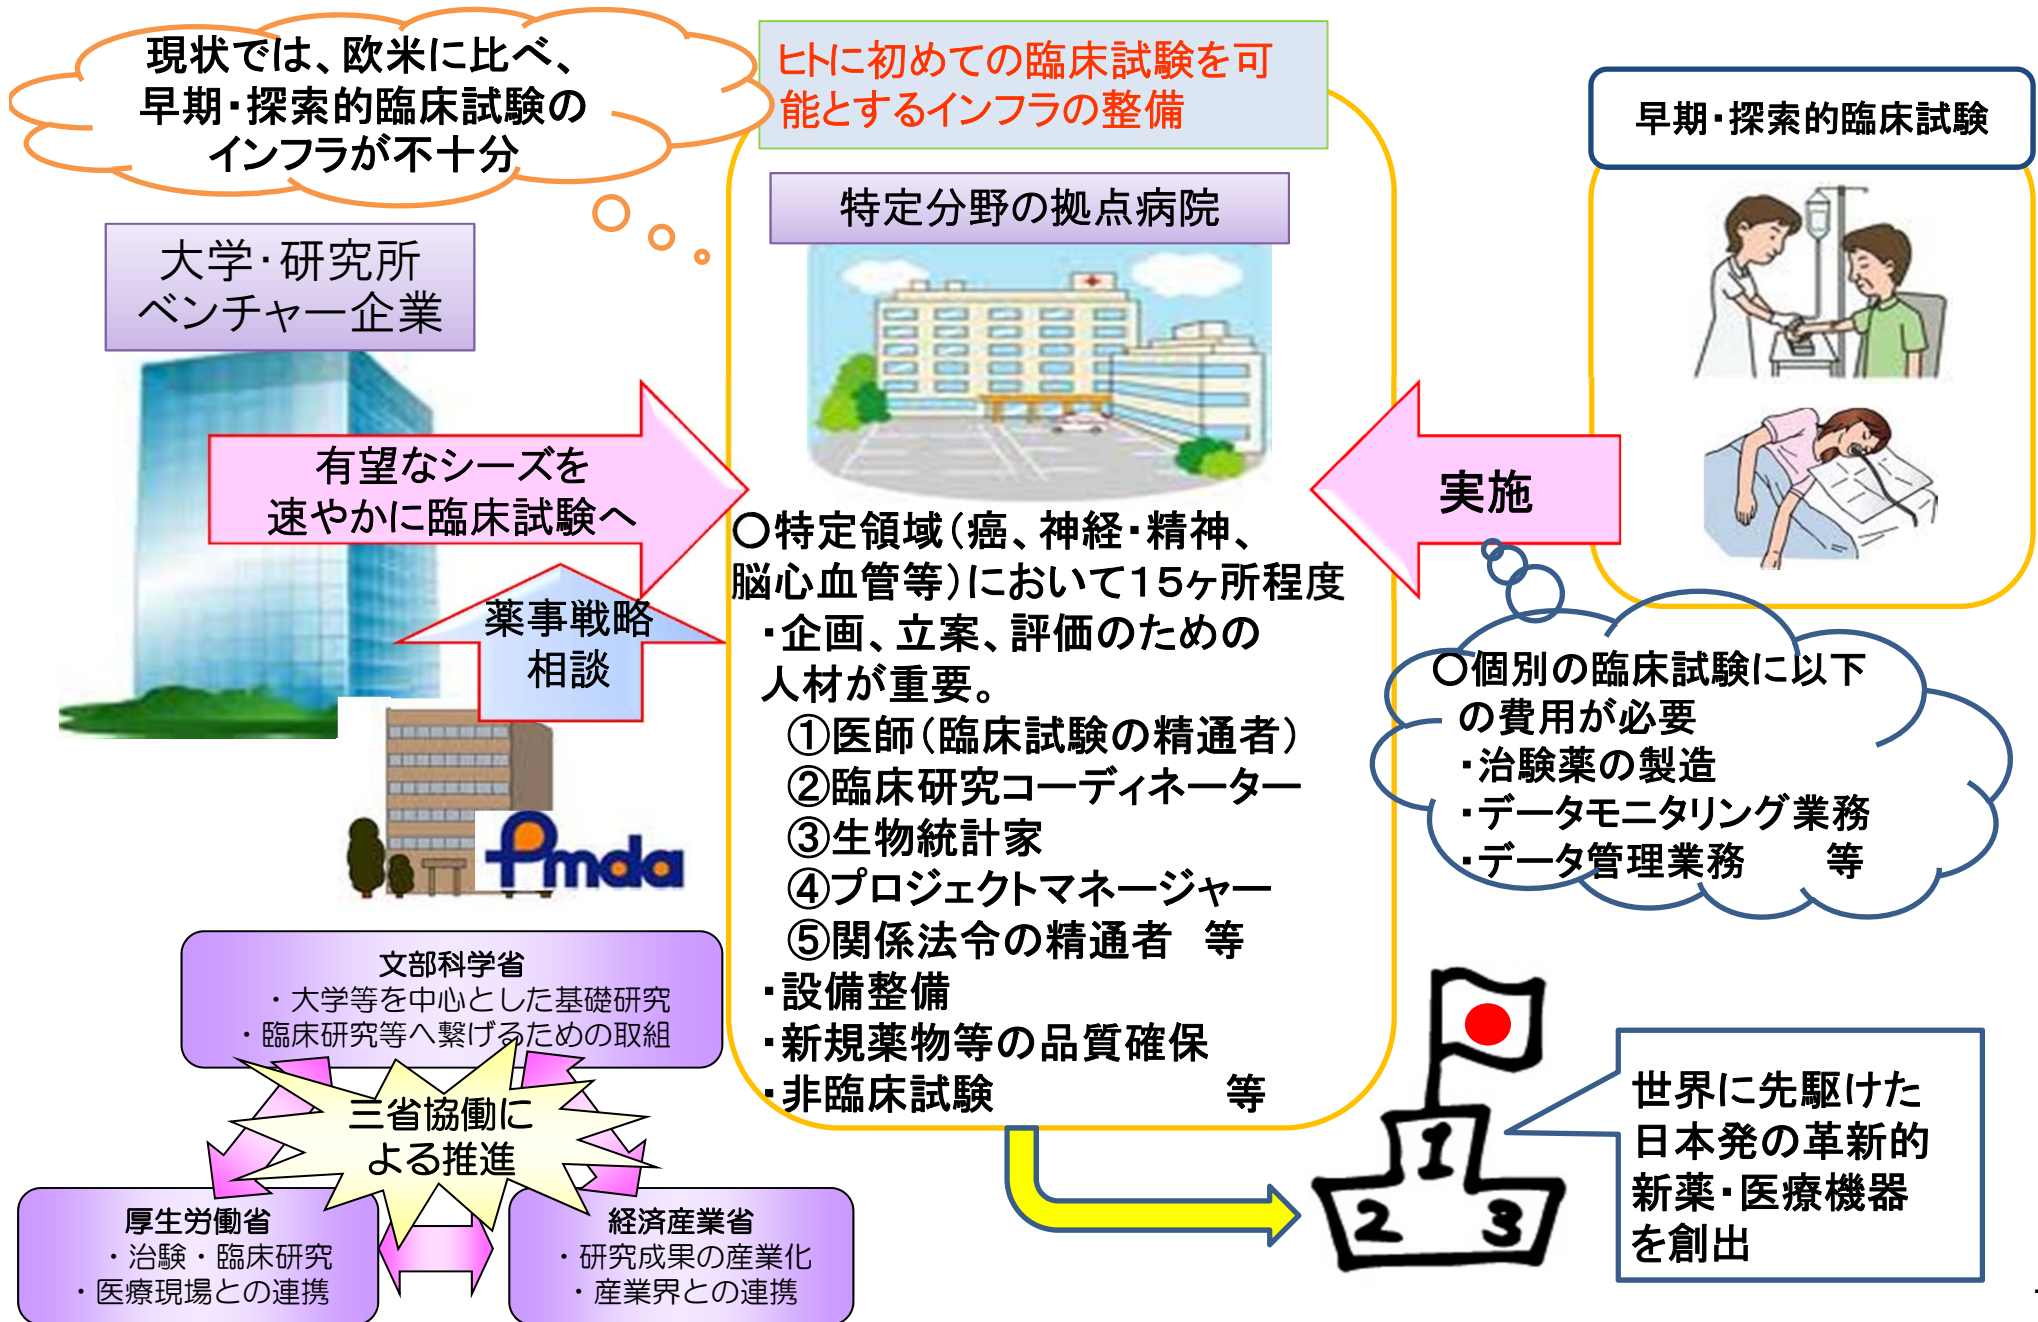 現状では、欧米に比べ、
早期・探索的臨床試験の
インフラが不十分
ヒトに初めての臨床試験を可
能とするインフラの整備
早期・探索的臨床試験
特定分野の拠点病院
大学・研究所
ベンチャー企業
有望なシーズを
速やかに臨床試験へ
実施
薬事戦略
相談
○特定領域（癌、神経・精神、
脳心血管等）において１５ヶ所程度
・企画、立案、評価のための
人材が重要。
①医師（臨床試験の精通者）
②臨床研究コーディネーター
③生物統計家
④プロジェクトマネージャー
⑤関係法令の精通者　等
・設備整備
・新規薬物等の品質確保
・非臨床試験　　　　　等
○個別の臨床試験に以下
の費用が必要
・治験薬の製造
・データモニタリング業務
・データ管理業務　　等
Pmda
文部科学省
・大学等を中心とした基礎研究
・臨床研究等へ繋げるための取組
三省協働に
よる推進
厚生労働省
・治験・臨床研究
・医療現場との連携
経済産業省
・研究成果の産業化
・産業界との連携
1
2 3
世界に先駆けた
日本発の革新的
新薬・医療機器
を創出